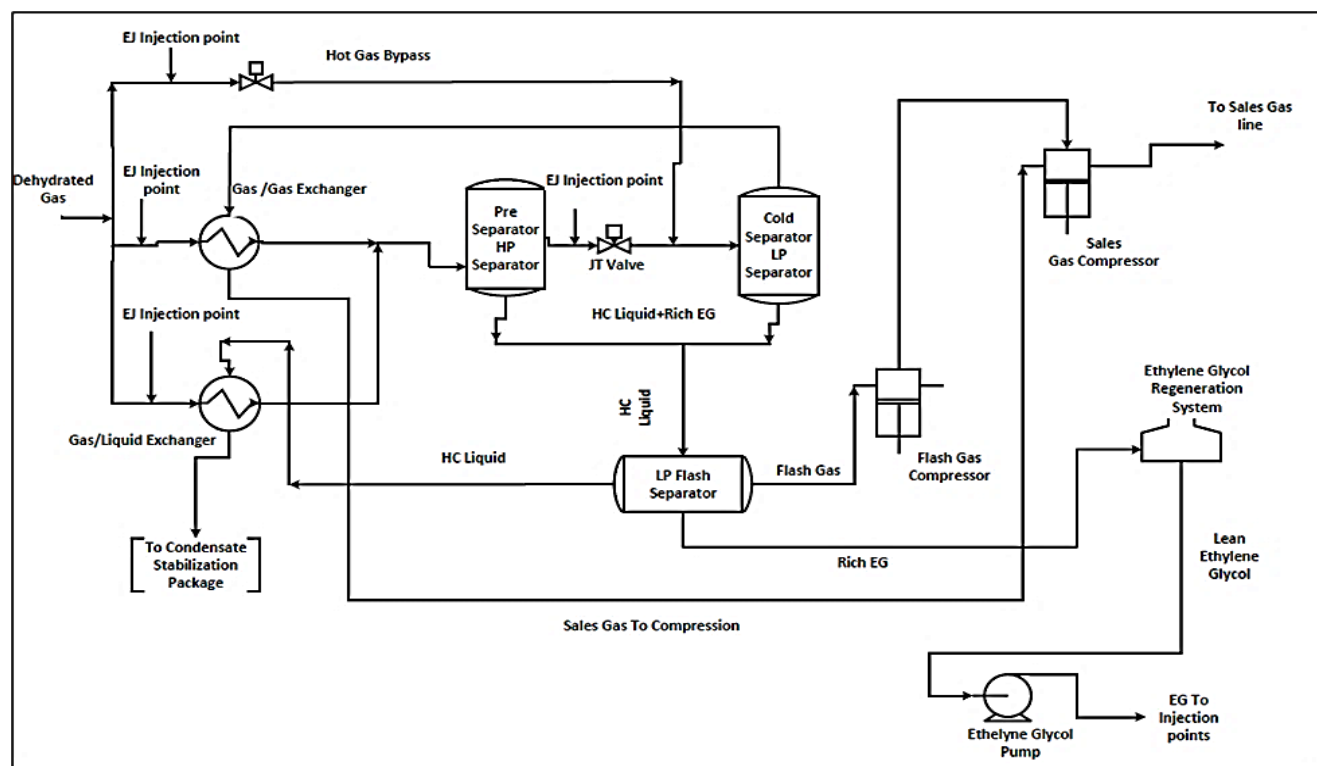 EJ Injection point
Hot Gas Bypass
To Sales Gas
line
Dehydrated
Gas
EJ Injection
point
Gas /Gas Exchanger
Pre
Separator
HP
Separator
EJ Injection point
JT Valve
Cold
Separator
LP
Separator
Sales
Gas Compressor
EJ Injection point
HC Liquid+Rich EG
Gas/Liquid Exchanger
HC
Liquid
Ethylene Glycol
Regeneration
System
HC Liquid
LP Flash
Separator
Flash Gas
Flash Gas
Compressor
To Condensate
Stabilization
Package
Rich EG
Lean
Ethylene
Glycol
Sales Gas To Compression
Ethelyne Glycol
Pump
EG To
Injection
points